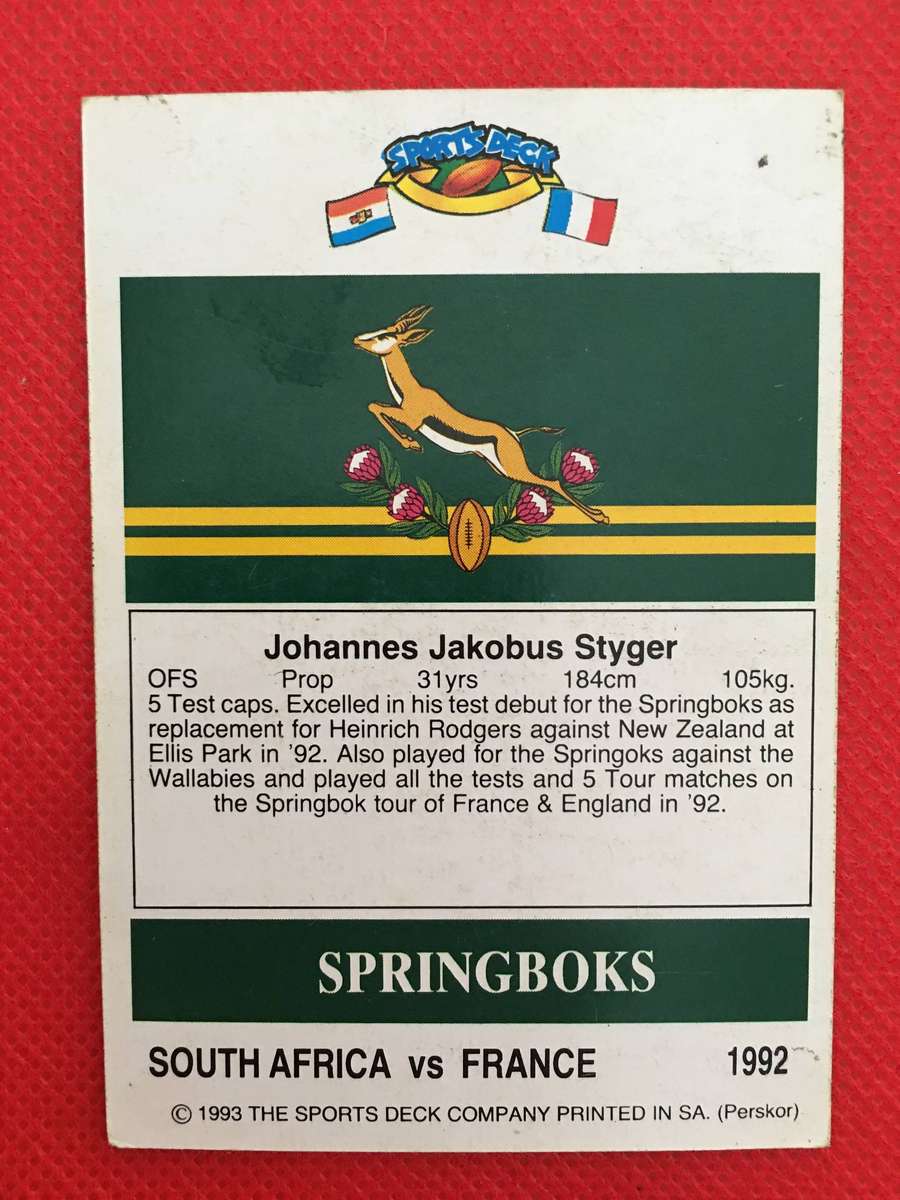 SPORTS DECK
Johannes Jakobus Styger
OFS Prop 31yrs 184cm 105kg.
5 Test caps. Excelled in his test debut for the Springboks as
replacement for Heinrich Rodgers against New Zealand at
Ellis Park in '92. Also played for the Springoks against the
Wallabies and played all the tests and 5 Tour matches on
the Springbok tour of France & England in '92.
SPRINGBOKS
SOUTH AFRICA vs FRANCE 1992
© 1993 THE SPORTS DECK COMPANY PRINTED IN SA. (Perskor)